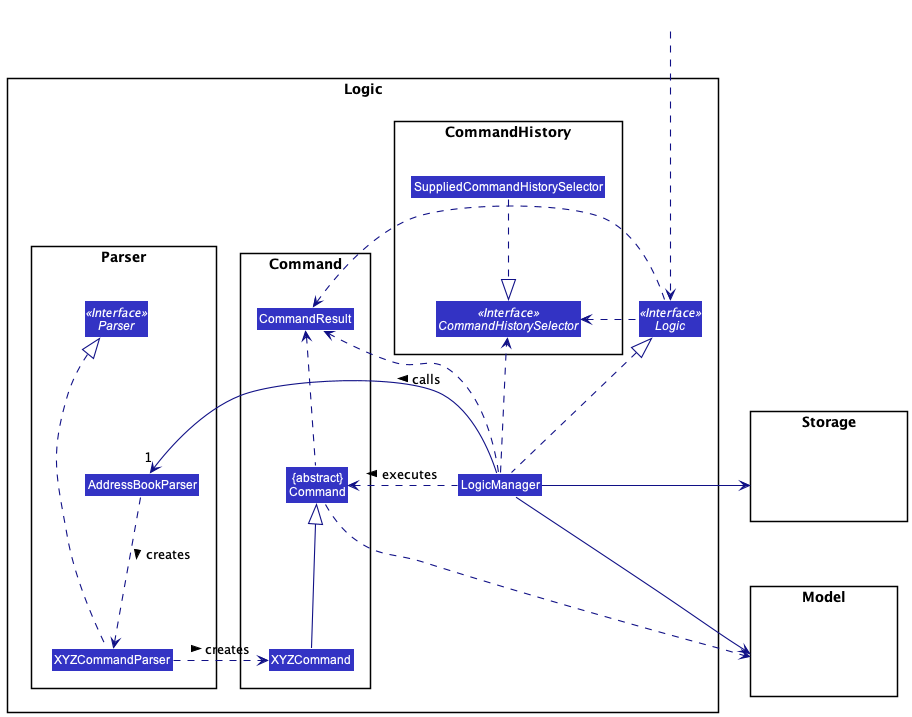 Logic
CommandHistory
SuppliedCommandHistorySelector
Parser
Command
«Interface»
Parser
CommandResult
«Interface»
CommandHistorySelector
«Interface»
Logic
◄ calls
Storage
1
AddressBookParser
{abstract}
Command
◄ executes
LogicManager
▼ creates
Model
XYZCommandParser
► creates
XYZCommand